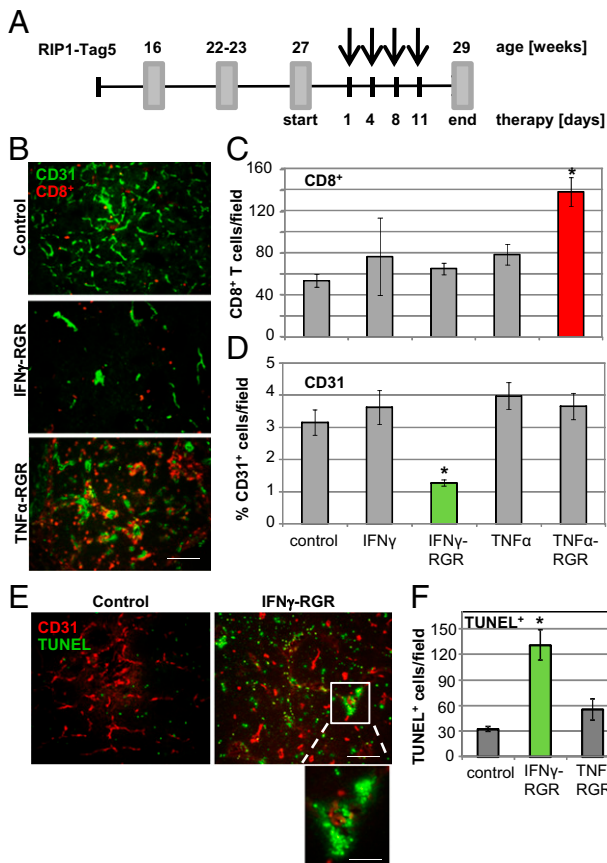 A
RIP1-Tag5 16 22-23 27 29 age [weeks]
start 1 4 8 11 end therapy [days]
B
CD31
CD8⁺
Control
IFNγ-RGR
TNFα-RGR
C
CD8⁺
*
CD8⁺ T cells/field
160
120
80
40
0
D
CD31
*
% CD31⁺ cells/field
5
4
3
2
1
0
control IFNγ IFNγ-RGR TNFα TNFα-RGR
E
Control IFNγ-RGR
CD31
TUNEL
F
TUNEL⁺
*
TUNEL⁺ cells/field
150
120
90
60
30
0
control IFNγ-RGR TNF RGR